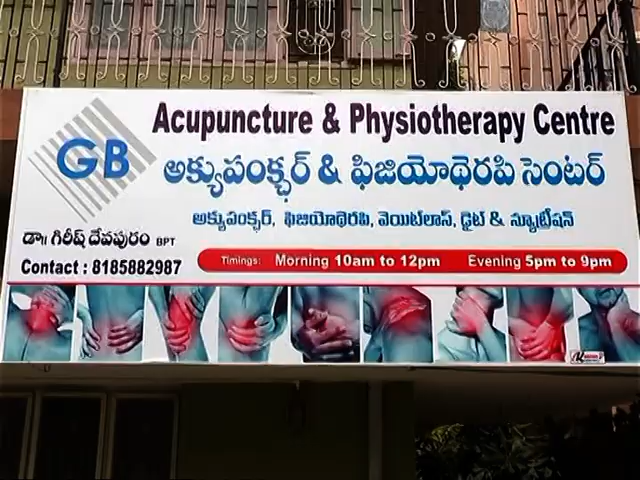 Acupuncture & Physiotherapy Centre
GB
అక్యుపంక్చర్ & ఫిజియోథెరపి సెంటర్
అక్యుపంక్చర్, ఫిజియోథెరపి, వెయిట్‌లాస్, డైట్ & న్యూట్రీషన్
డా॥ గిరీష్ దేవపురం BPT
Contact : 8185882987
Timings: Morning 10am to 12pm Evening 5pm to 9pm